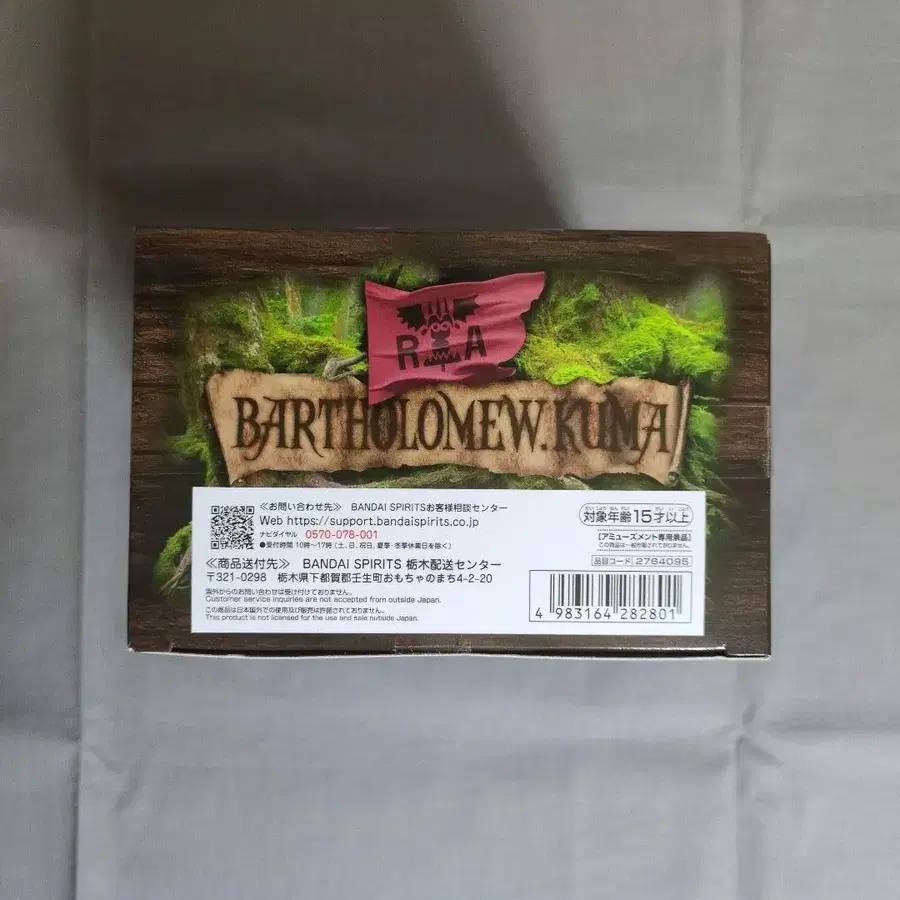 R A
BARTHOLOMEW.KUMA
≪お問い合わせ先≫ BANDAI SPIRITSお客様相談センター
Web https://support.bandaispirits.co.jp
ナビダイヤル 0570-078-001
●受付時間 10時〜17時(土、日、祝日、夏季・冬季休業日を除く)
≪商品送付先≫ BANDAI SPIRITS 栃木配送センター
〒321-0298 栃木県下都賀郡壬生町おもちゃのまち4-2-20
海外からのお問い合わせは受け付けておりません。
Customer service inquiries are not accepted from outside Japan.
この商品は日本国外での使用及び販売は許諾されておりません。
This product is not licensed for the use and sale outside Japan.
対象年齢15才以上
【アミューズメント専用景品】
この商品は一般で販売されておりません。
品目コード 2764095
4 983164 282801